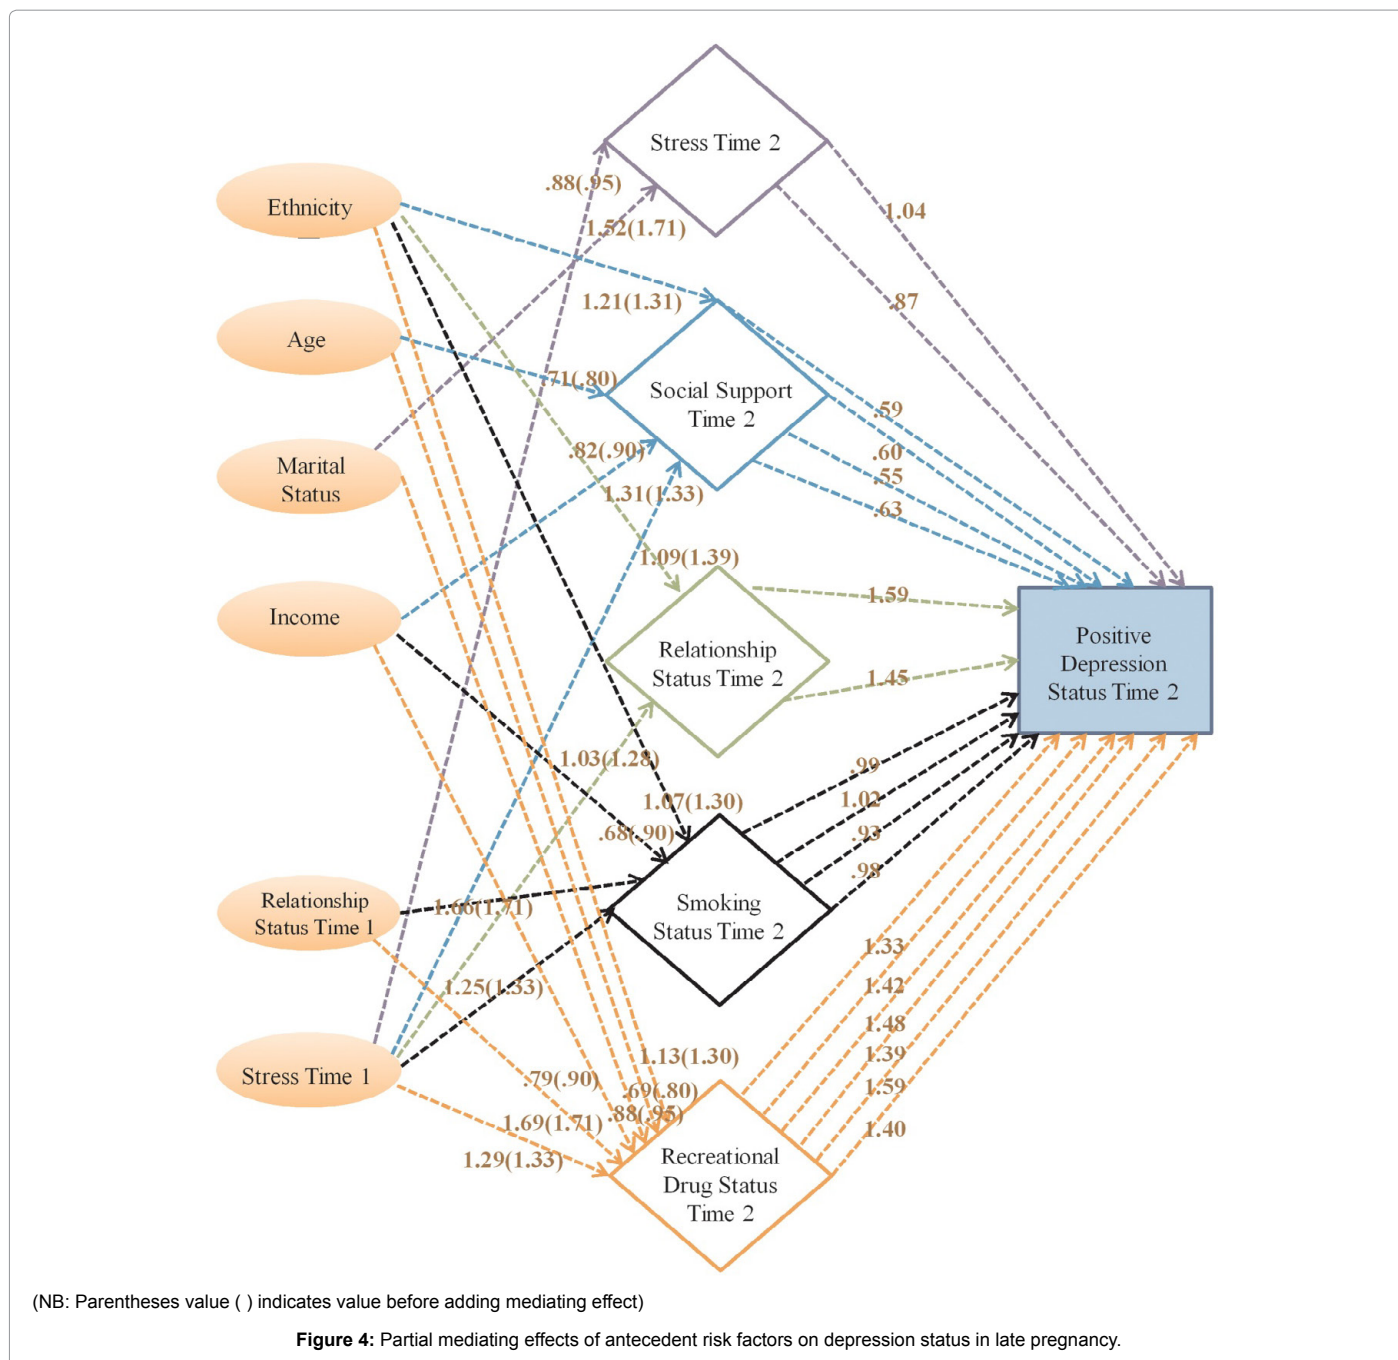 Stress Time 2
.88(.95)
1.52(1.71)
1.04
.87
Ethnicity
Age
Marital
Status
Income
Relationship
Status Time 1
Stress Time 1
1.21(1.31)
.71(.80)
.82(.90)
1.31(1.33)
Social Support
Time 2
.59
.60
.55
.63
1.09(1.39)
Relationship
Status Time 2
1.59
1.45
Positive
Depression
Status Time 2
1.03(1.28)
1.07(1.30)
.68(.90)
1.66(1.71)
1.25(1.33)
Smoking
Status Time 2
.99
1.02
.93
.98
1.13(1.30)
.79(.90)
.69(.80)
.88(.95)
1.69(1.71)
1.29(1.33)
Recreational
Drug Status
Time 2
1.33
1.42
1.48
1.39
1.59
1.40
(NB: Parentheses value ( ) indicates value before adding mediating effect)
Figure 4: Partial mediating effects of antecedent risk factors on depression status in late pregnancy.